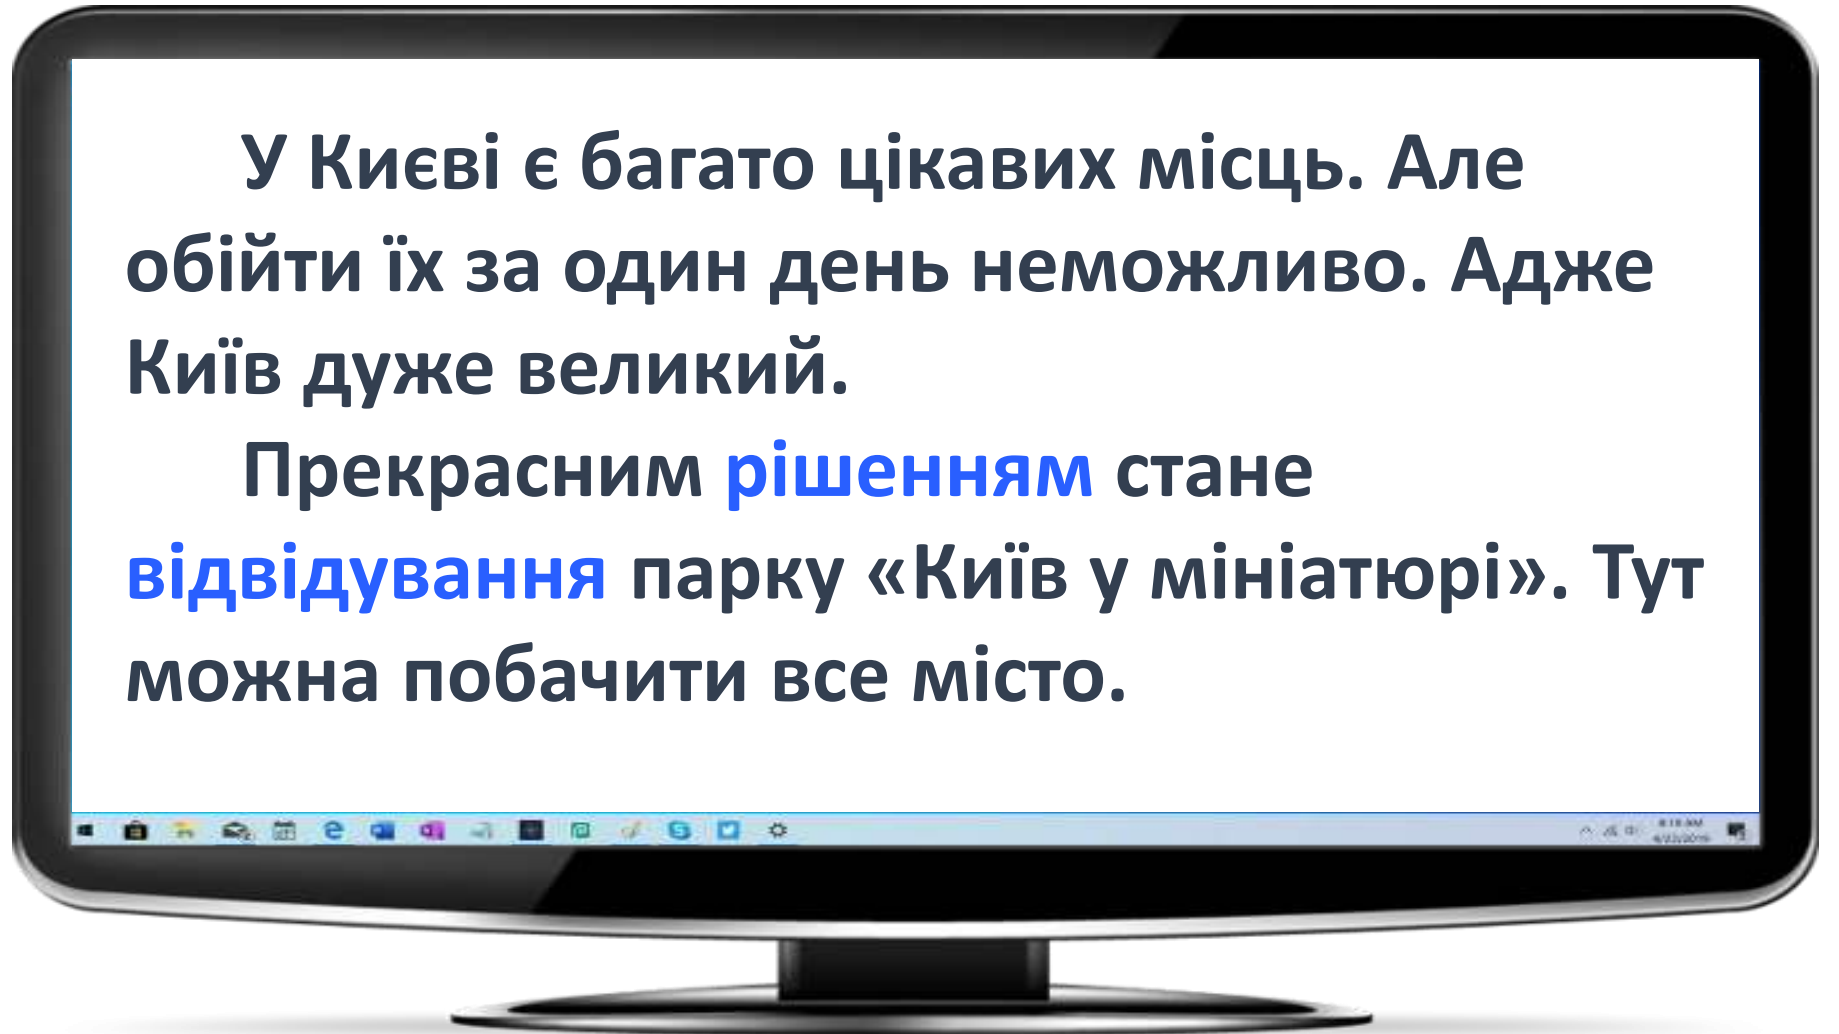 У Києві є багато цікавих місць. Але
обійти їх за один день неможливо. Адже
Київ дуже великий.
Прекрасним рішенням стане
відвідування парку «Київ у мініатюрі». Тут
можна побачити все місто.